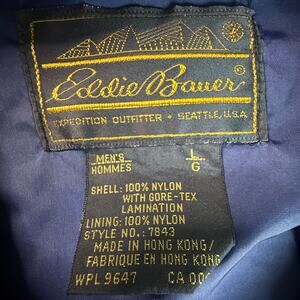 Eddie Bauer®
EXPEDITION OUTFITTER • SEATTLE, U.S.A.
MEN'S L
HOMMES G
SHELL: 100% NYLON
WITH GORE-TEX
LAMINATION
LINING: 100% NYLON
STYLE NO.: 7843
MADE IN HONG KONG/
FABRIQUE EN HONG KONG
WPL 9647 CA